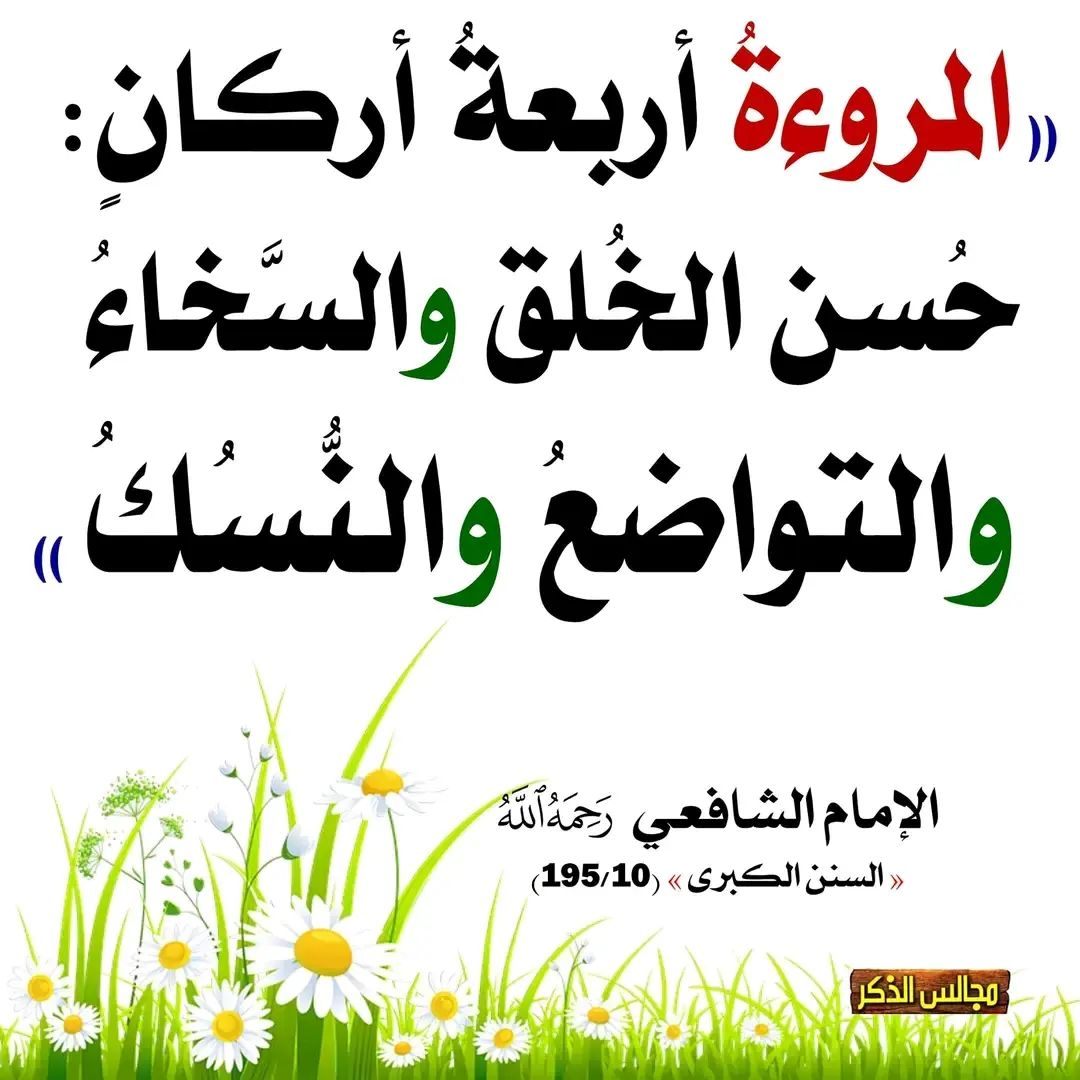 (( المروءةُ أربعةُ أركانٍ :
حُسن الخُلق والسَّخاءُ
والتواضعُ والنُّسُكُ ))
الإمام الشافعي رَحِمَهُ ٱللَّهُ
« السنن الكبرى » (195/10)
مجالس الذكر